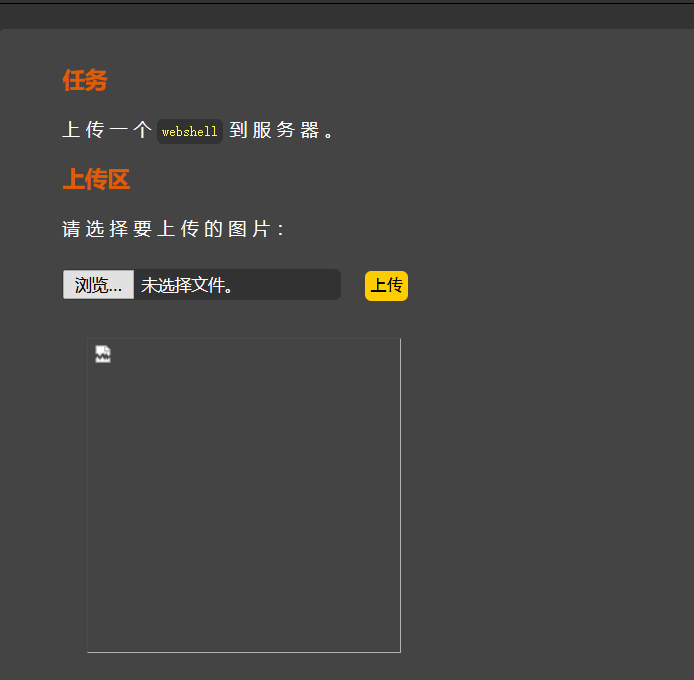 任务
上传一个 webshell 到服务器。
上传区
请选择要上传的图片：
浏览... 未选择文件。 上传